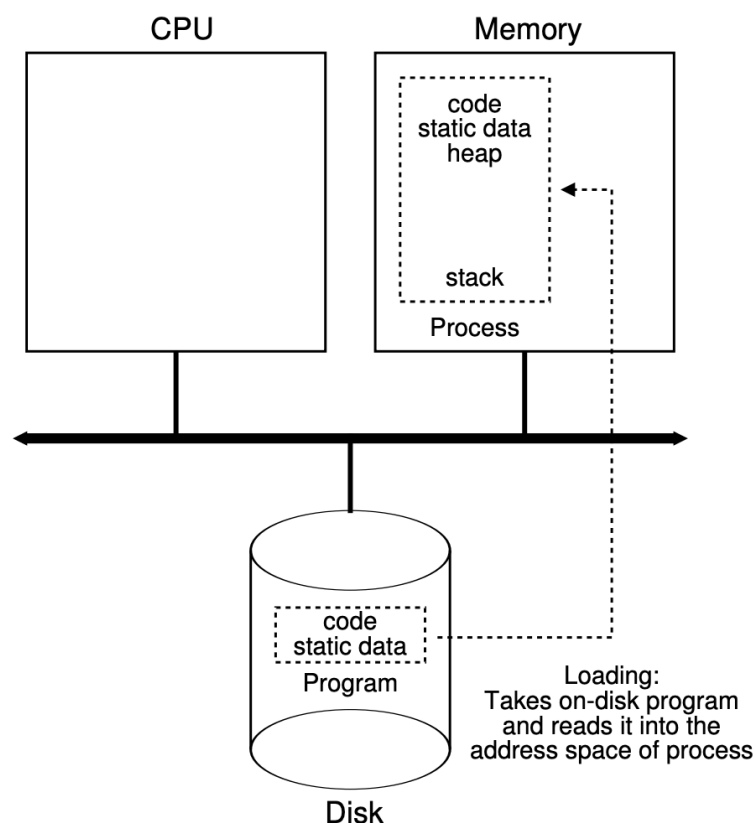 CPU
Memory
code
static data
heap
stack
Process
code
static data
Program
Loading:
Takes on-disk program
and reads it into the
address space of process
Disk